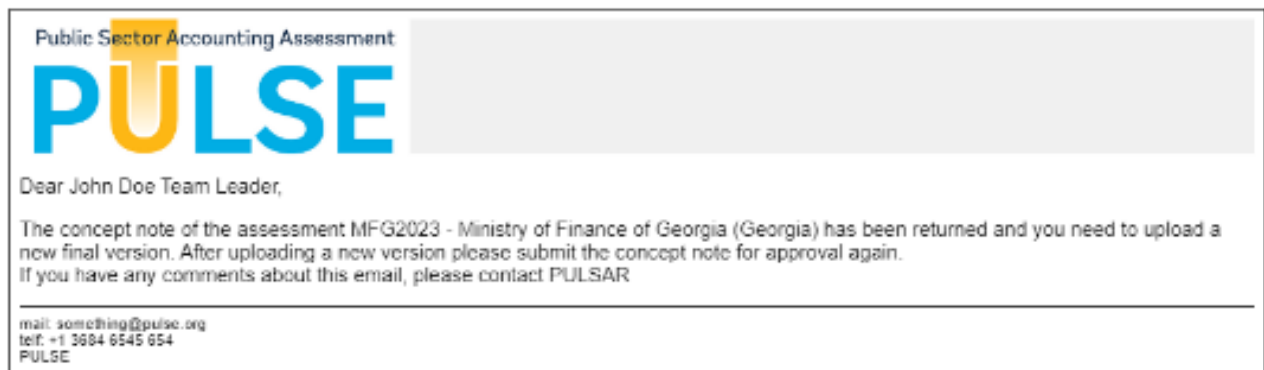 Public Sector Accounting Assessment
PULSE
Dear John Doe Team Leader,
The concept note of the assessment MFG2023 - Ministry of Finance of Georgia (Georgia) has been returned and you need to upload a
new final version. After uploading a new version please submit the concept note for approval again.
If you have any comments about this email, please contact PULSAR
mail: something@pulse.org
telf: +1 3684 6545 654
PULSE